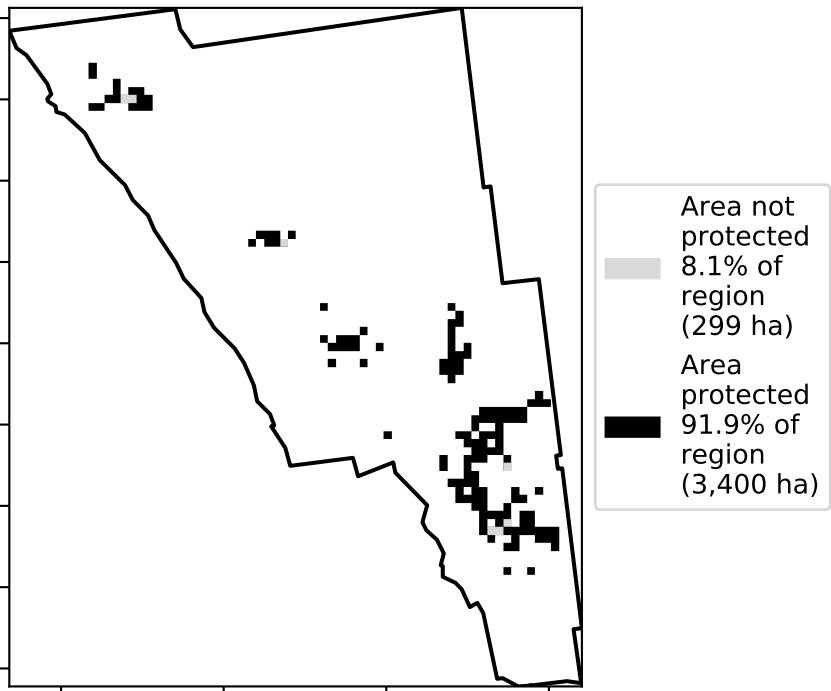 Area not
protected
8.1% of
region
(299 ha)
Area
protected
91.9% of
region
(3,400 ha)